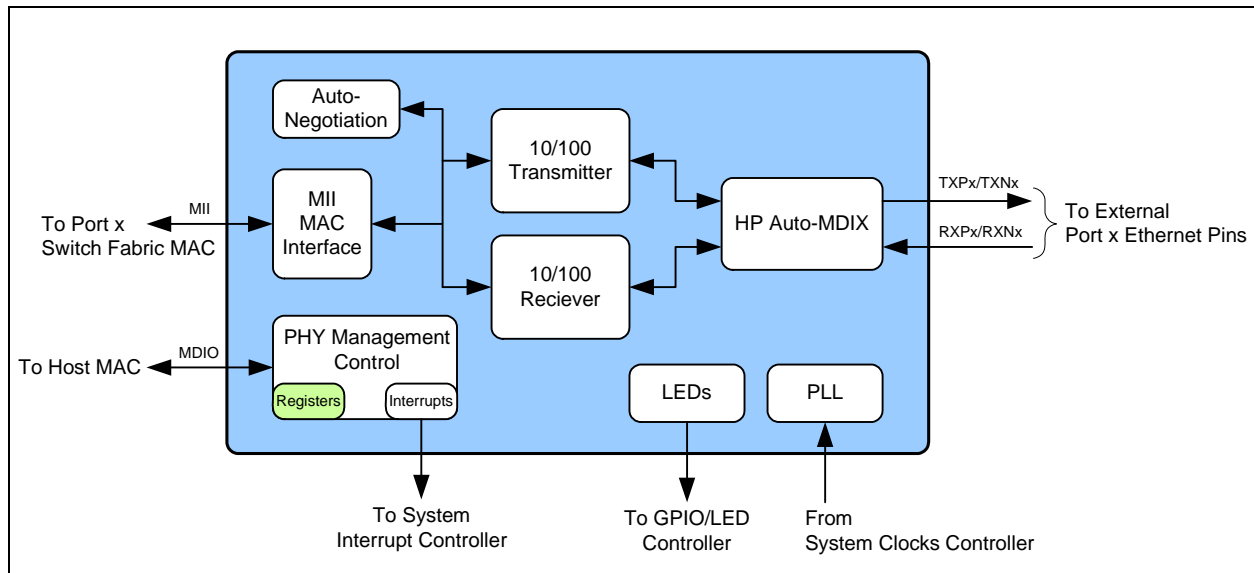 Auto-
Negotiation
10/100
Transmitter
MII
MAC
Interface
MII
To Port x
Switch Fabric MAC
HP Auto-MDIX
TXPx/TXNx
RXPx/RXNx
To External
Port x Ethernet Pins
10/100
Reciever
PHY Management
Control
Registers
Interrupts
MDIO
To Host MAC
LEDs
PLL
To System
Interrupt Controller
To GPIO/LED
Controller
From
System Clocks Controller